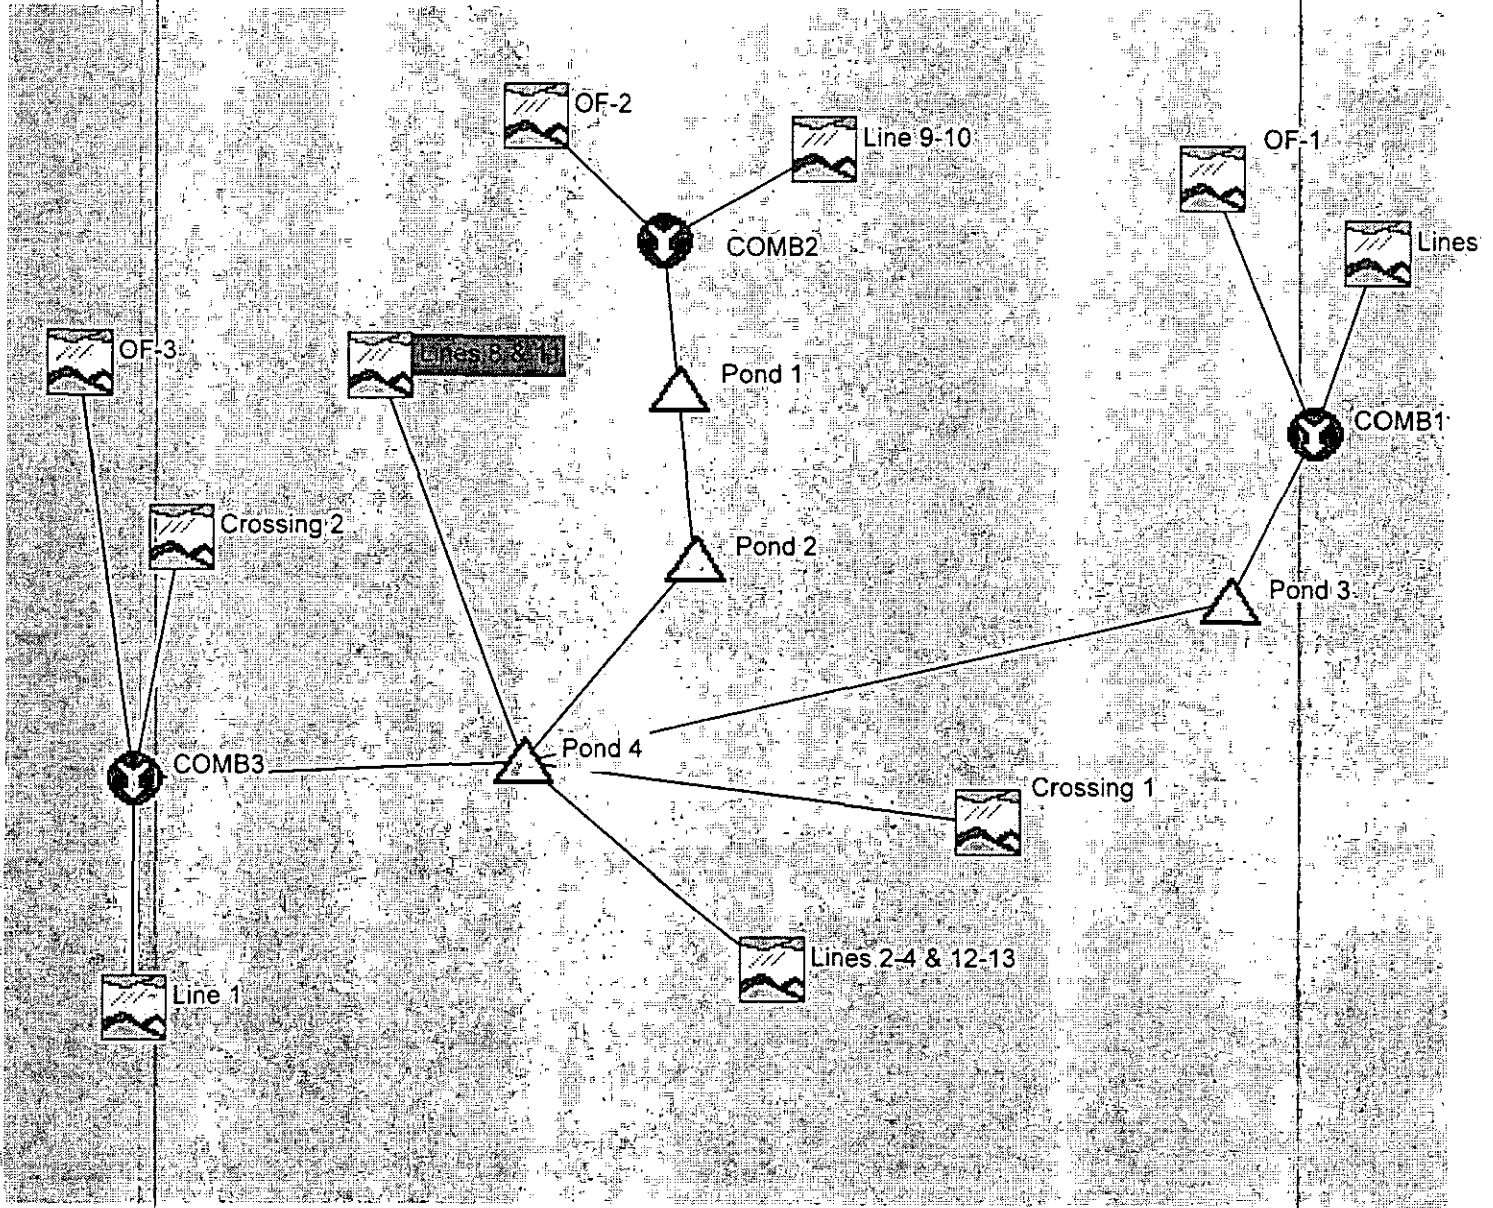 OF-2
Line 9-10
OF-1
Lines
COMB2
OF-3
Lines 8 & 11
Pond 1
COMB1
Crossing 2
Pond 2
Pond 3
Pond 4
COMB3
Crossing 1
Lines 2-4 & 12-13
Line 1